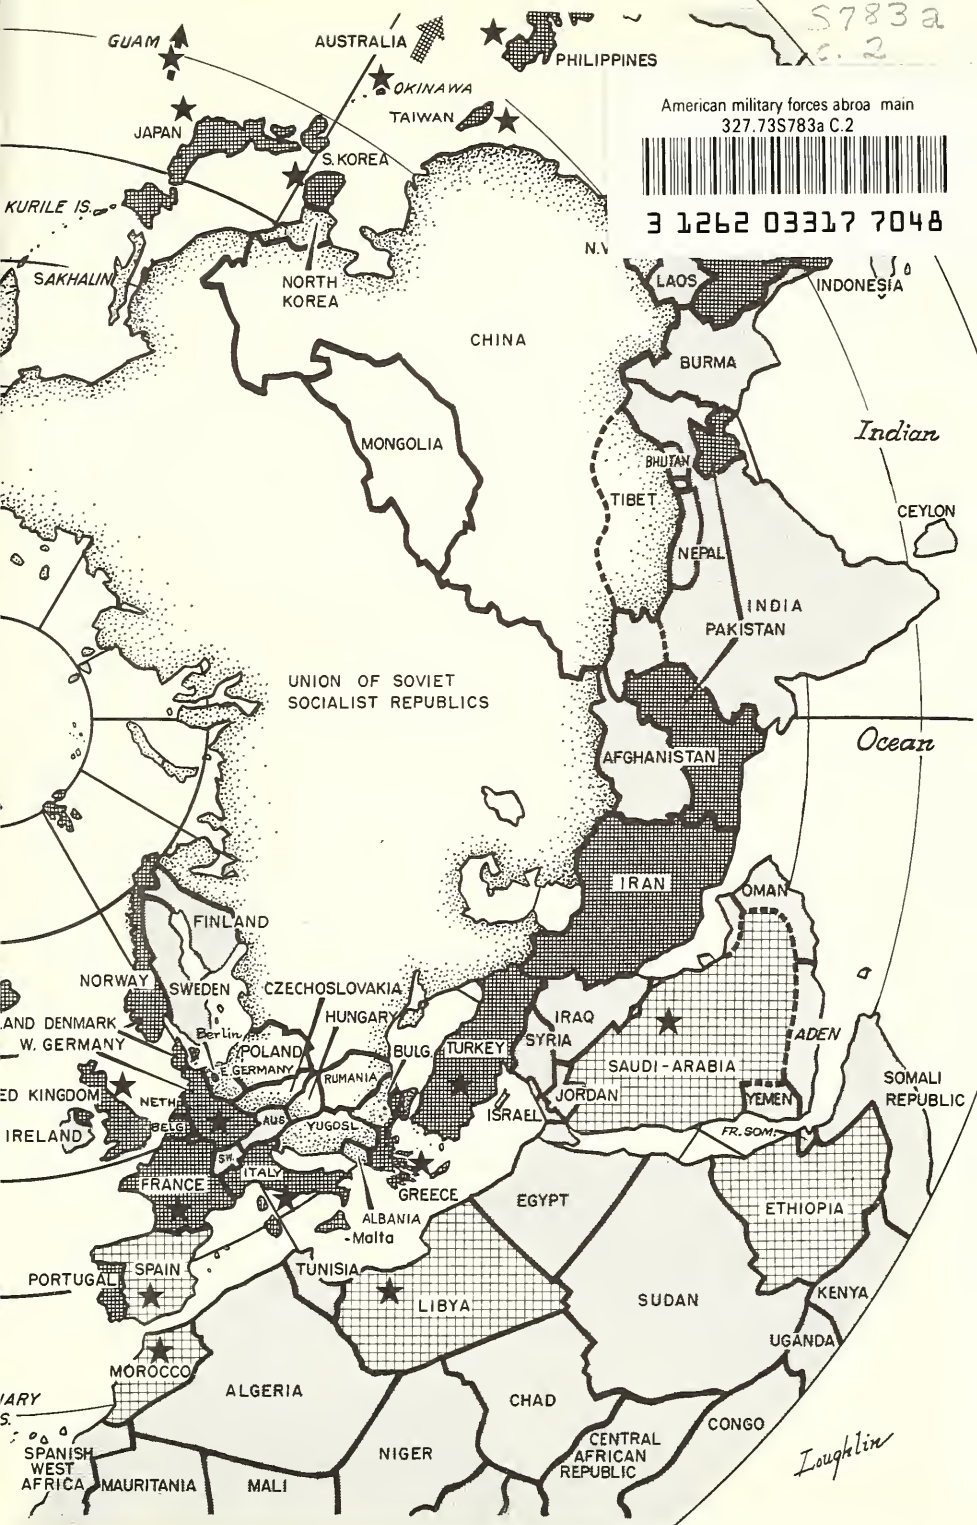 S783a
c. 2
GUAM
AUSTRALIA
PHILIPPINES
OKINAWA
American military forces abroa main
327.73S783a C.2
3 1262 03317 7048
JAPAN
TAIWAN
S. KOREA
KURILE IS.
N.V
SAKHALIN
NORTH
KOREA
LAOS
INDONESIA
CHINA
BURMA
MONGOLIA
Indian
BHUTAN
TIBET
CEYLON
NEPAL
INDIA
PAKISTAN
UNION OF SOVIET
SOCIALIST REPUBLICS
Ocean
AFGHANISTAN
IRAN
OMAN
FINLAND
NORWAY
SWEDEN
CZECHOSLOVAKIA
HUNGARY
IRAQ
LAND DENMARK
Berlin
W. GERMANY
POLAND
BULG.
TURKEY
SYRIA
ADEN
E. GERMANY
RUMANIA
SAUDI-ARABIA
SOMALI
REPUBLIC
ED KINGDOM
NETH.
JORDAN
YEMEN
ISRAEL
BELG.
AUS.
YUGOSL.
FR. SOM.
IRELAND
SW.
ITALY
FRANCE
GREECE
EGYPT
ETHIOPIA
ALBANIA
-Malta
SPAIN
TUNISIA
PORTUGAL
LIBYA
SUDAN
KENYA
UGANDA
MOROCCO
ALGERIA
CHAD
IARY
S.
CONGO
NIGER
CENTRAL
AFRICAN
REPUBLIC
SPANISH
WEST
AFRICA
MAURITANIA
MALI
Loughlin